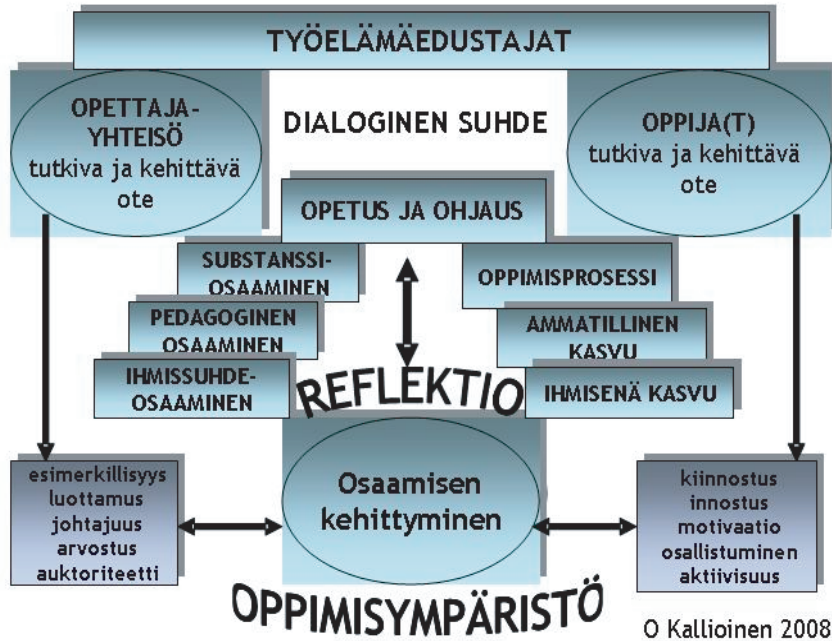 TYÖELÄMÄEDUSTAJAT
OPETTAJA-
YHTEISÖ
tutkiva ja kehittävä
ote
DIALOGINEN SUHDE
OPPIJA(T)
tutkiva ja kehittävä
ote
OPETUS JA OHJAUS
SUBSTANSSI-
OSAAMINEN
PEDAGOGINEN
OSAAMINEN
IHMISSUHDE-
OSAAMINEN
OPPIMISPROSESSI
AMMATILLINEN
KASVU
IHMISENÄ KASVU
REFLEKTIO
Osaamisen
kehittyminen
esimerkillisyys
luottamus
johtajuus
arvostus
auktoriteetti
kiinnostus
innostus
motivaatio
osallistuminen
aktiivisuus
OPPIMISYMPÄRISTÖ
O Kallioinen 2008